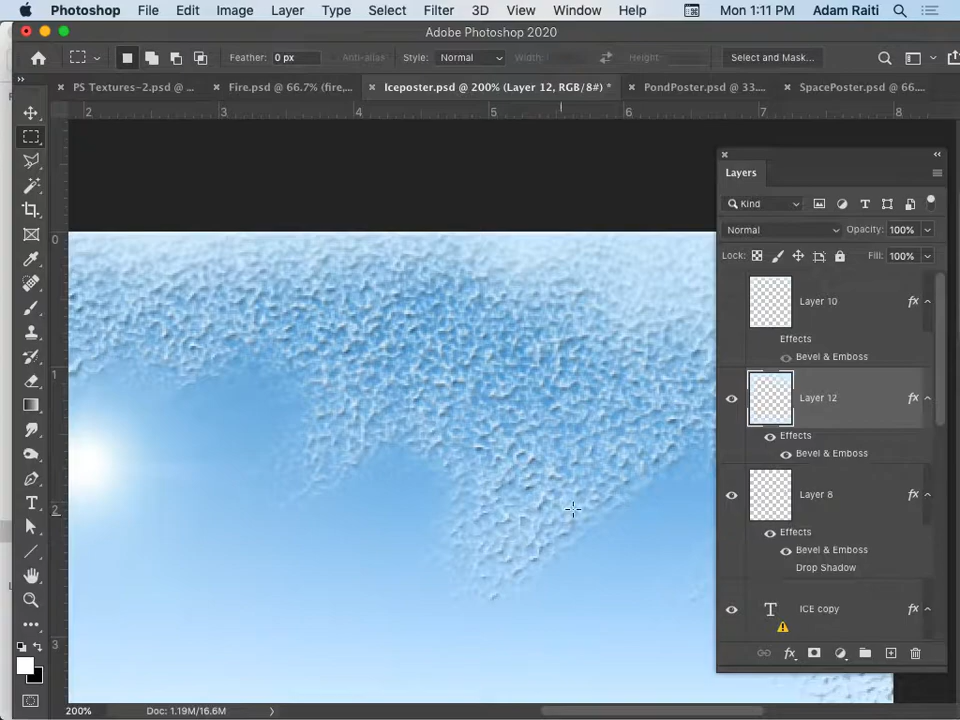 Photoshop File Edit Image Layer Type Select Filter 3D View Window Help Mon 1:11 PM Adam Raiti
Adobe Photoshop 2020
Feather: 0 px Anti-alias Style: Normal Width: Height: Select and Mask...
PS Textures-2.psd @ ... Fire.psd @ 66.7% (fire,... Iceposter.psd @ 200% (Layer 12, RGB/8#) * PondPoster.psd @ 33.... SpacePoster.psd @ 66....
2 3 4 5 6 7 8
0
1
2
3
Layers
Kind
Normal Opacity: 100%
Lock: Fill: 100%
Layer 10 fx
Effects
Bevel & Emboss
Layer 12 fx
Effects
Bevel & Emboss
Layer 8 fx
Effects
Bevel & Emboss
Drop Shadow
T ICE copy fx
fx
200% Doc: 1.19M/16.6M